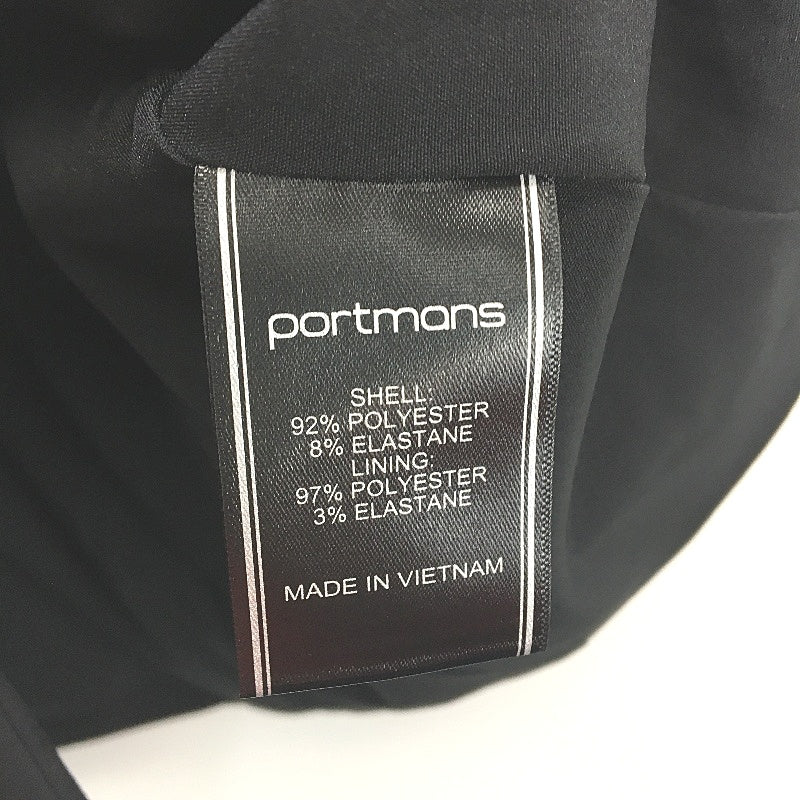 portmans
SHELL:
92% POLYESTER
8% ELASTANE
LINING:
97% POLYESTER
3% ELASTANE
MADE IN VIETNAM